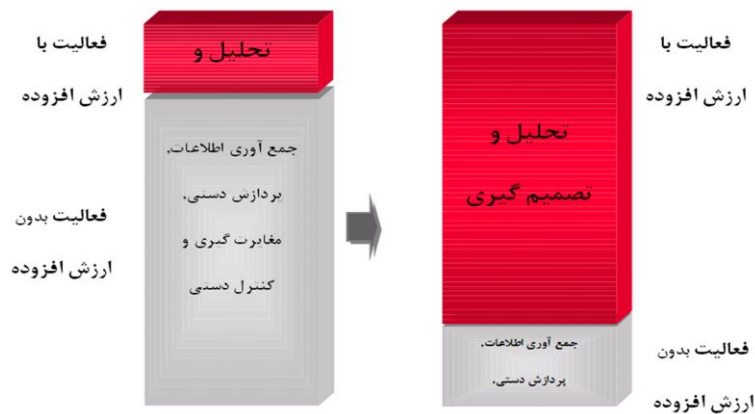 فعالیت با
ارزش افزوده
تحلیل و
جمع آوری اطلاعات،
پردازش دستی،
مغایرت گیری و
کنترل دستی
فعالیت بدون
ارزش افزوده
فعالیت با
ارزش افزوده
تحلیل و
تصمیم گیری
جمع آوری اطلاعات،
پردازش دستی،
فعالیت بدون
ارزش افزوده